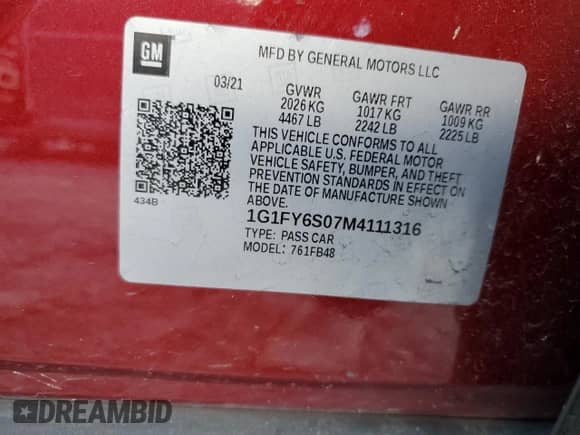 GM
MFD BY GENERAL MOTORS LLC
03/21
GVWR GAWR FRT GAWR RR
2026 KG 1017 KG 1009 KG
4467 LB 2242 LB 2225 LB
THIS VEHICLE CONFORMS TO ALL
APPLICABLE U.S. FEDERAL MOTOR
VEHICLE SAFETY, BUMPER, AND THEFT
PREVENTION STANDARDS IN EFFECT ON
THE DATE OF MANUFACTURE SHOWN
ABOVE.
434B
1G1FY6S07M4111316
TYPE: PASS CAR
MODEL: 761FB48
DREAMBID